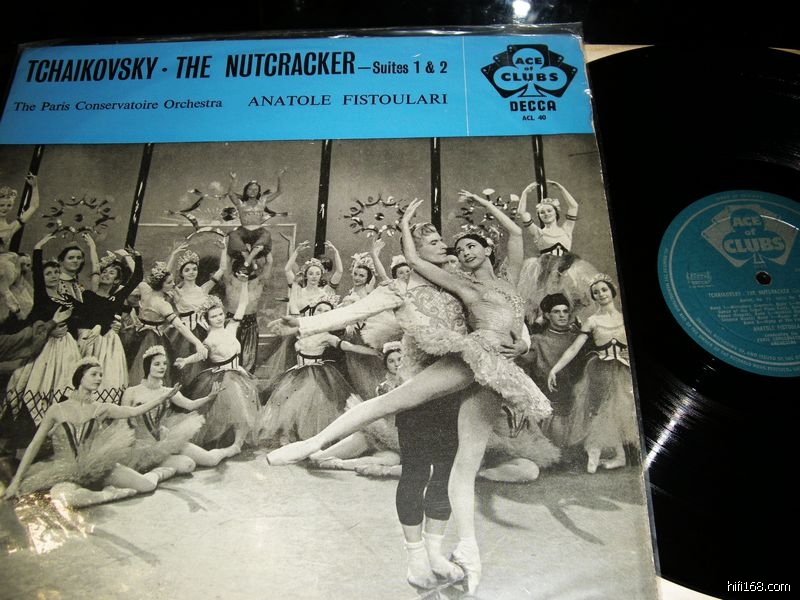 TCHAIKOVSKY · THE NUTCRACKER – Suites 1 & 2
The Paris Conservatoire Orchestra ANATOLE FISTOULARI
ACE
of
CLUBS
DECCA
ACL 40
ACE
of
CLUBS
TCHAIKOVSKY · THE NUTCRACKER
ANATOLE FISTOULARI
hifi168.com